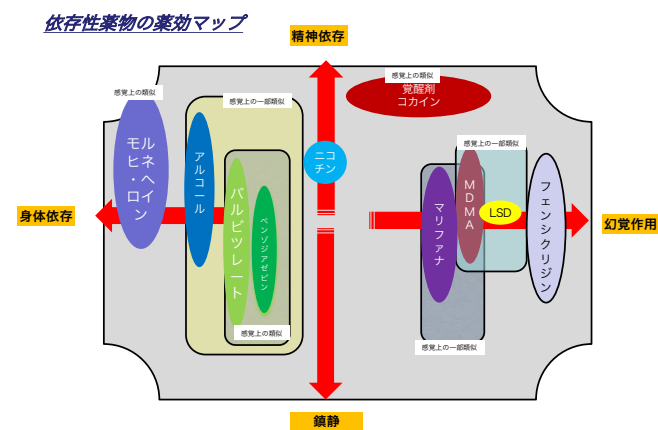 依存性薬物の薬効マップ
精神依存
感覚上の類似
覚醒剤
コカイン
感覚上の類似
モルヒネ・ヘロイン
感覚上の一部類似
アルコール
バルビツレート
ベンゾジアゼピン
感覚上の類似
ニコ
チン
感覚上の一部類似
マリファナ
MDMA
LSD
フェンシクリジン
感覚上の一部類似
身体依存
幻覚作用
鎮静